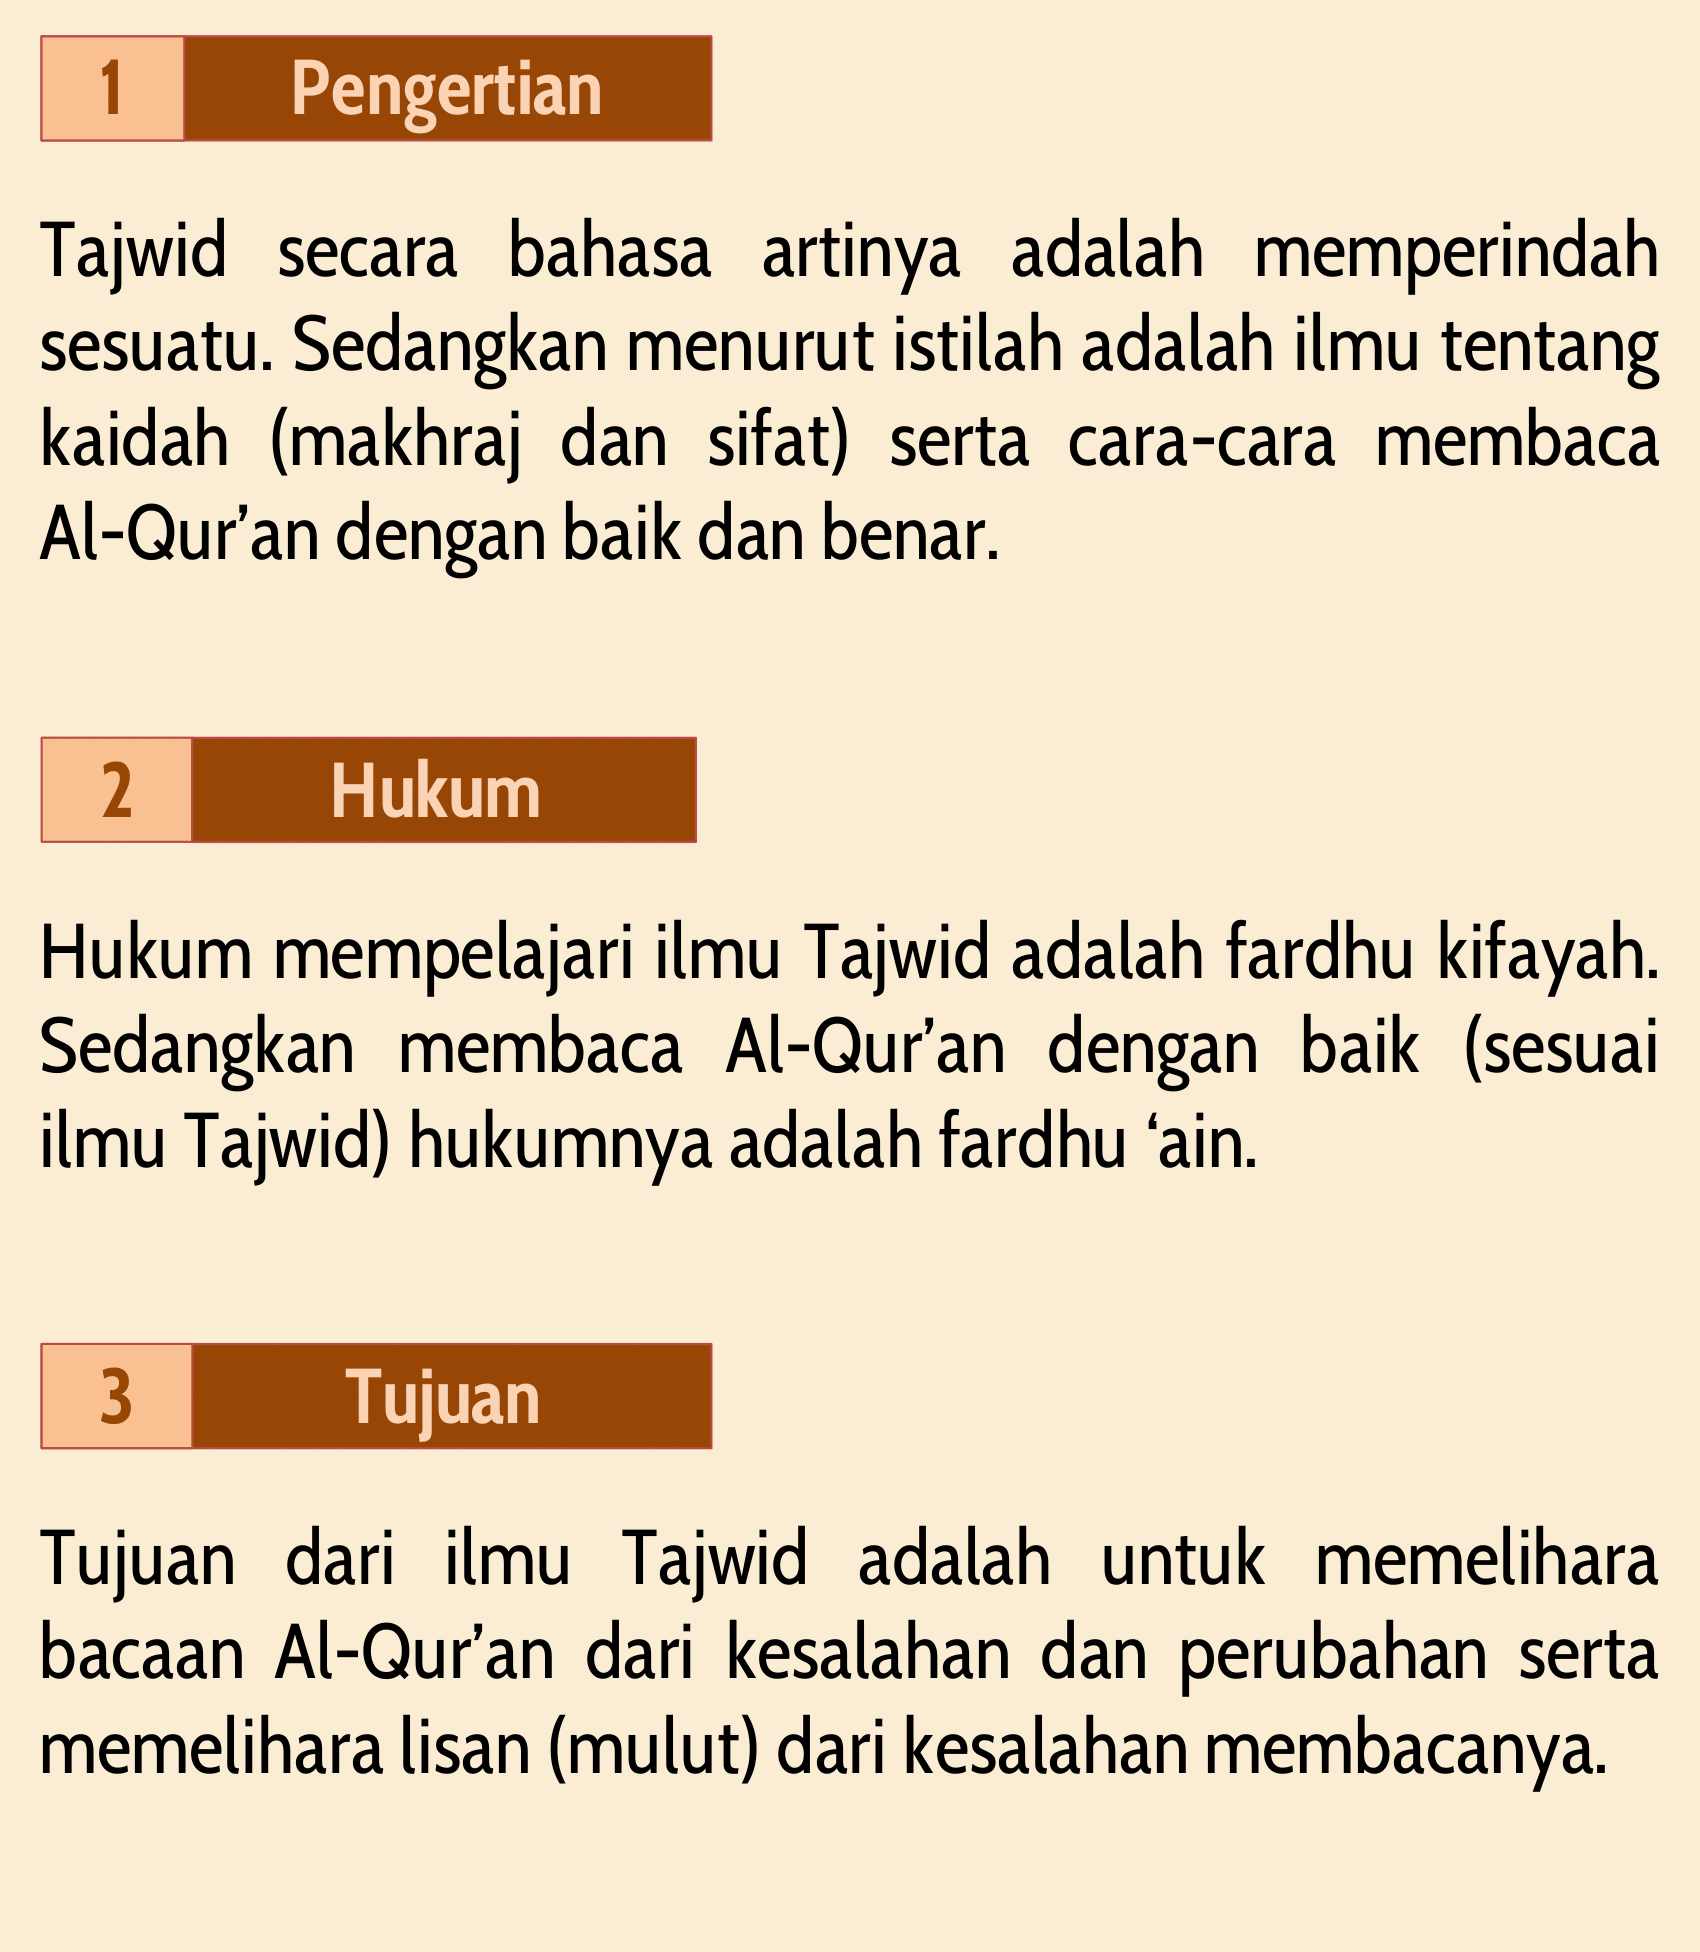 1 Pengertian
Tajwid secara bahasa artinya adalah memperindah
sesuatu. Sedangkan menurut istilah adalah ilmu tentang
kaidah (makhraj dan sifat) serta cara-cara membaca
Al-Qur’an dengan baik dan benar.
2 Hukum
Hukum mempelajari ilmu Tajwid adalah fardhu kifayah.
Sedangkan membaca Al-Qur’an dengan baik (sesuai
ilmu Tajwid) hukumnya adalah fardhu ‘ain.
3 Tujuan
Tujuan dari ilmu Tajwid adalah untuk memelihara
bacaan Al-Qur’an dari kesalahan dan perubahan serta
memelihara lisan (mulut) dari kesalahan membacanya.